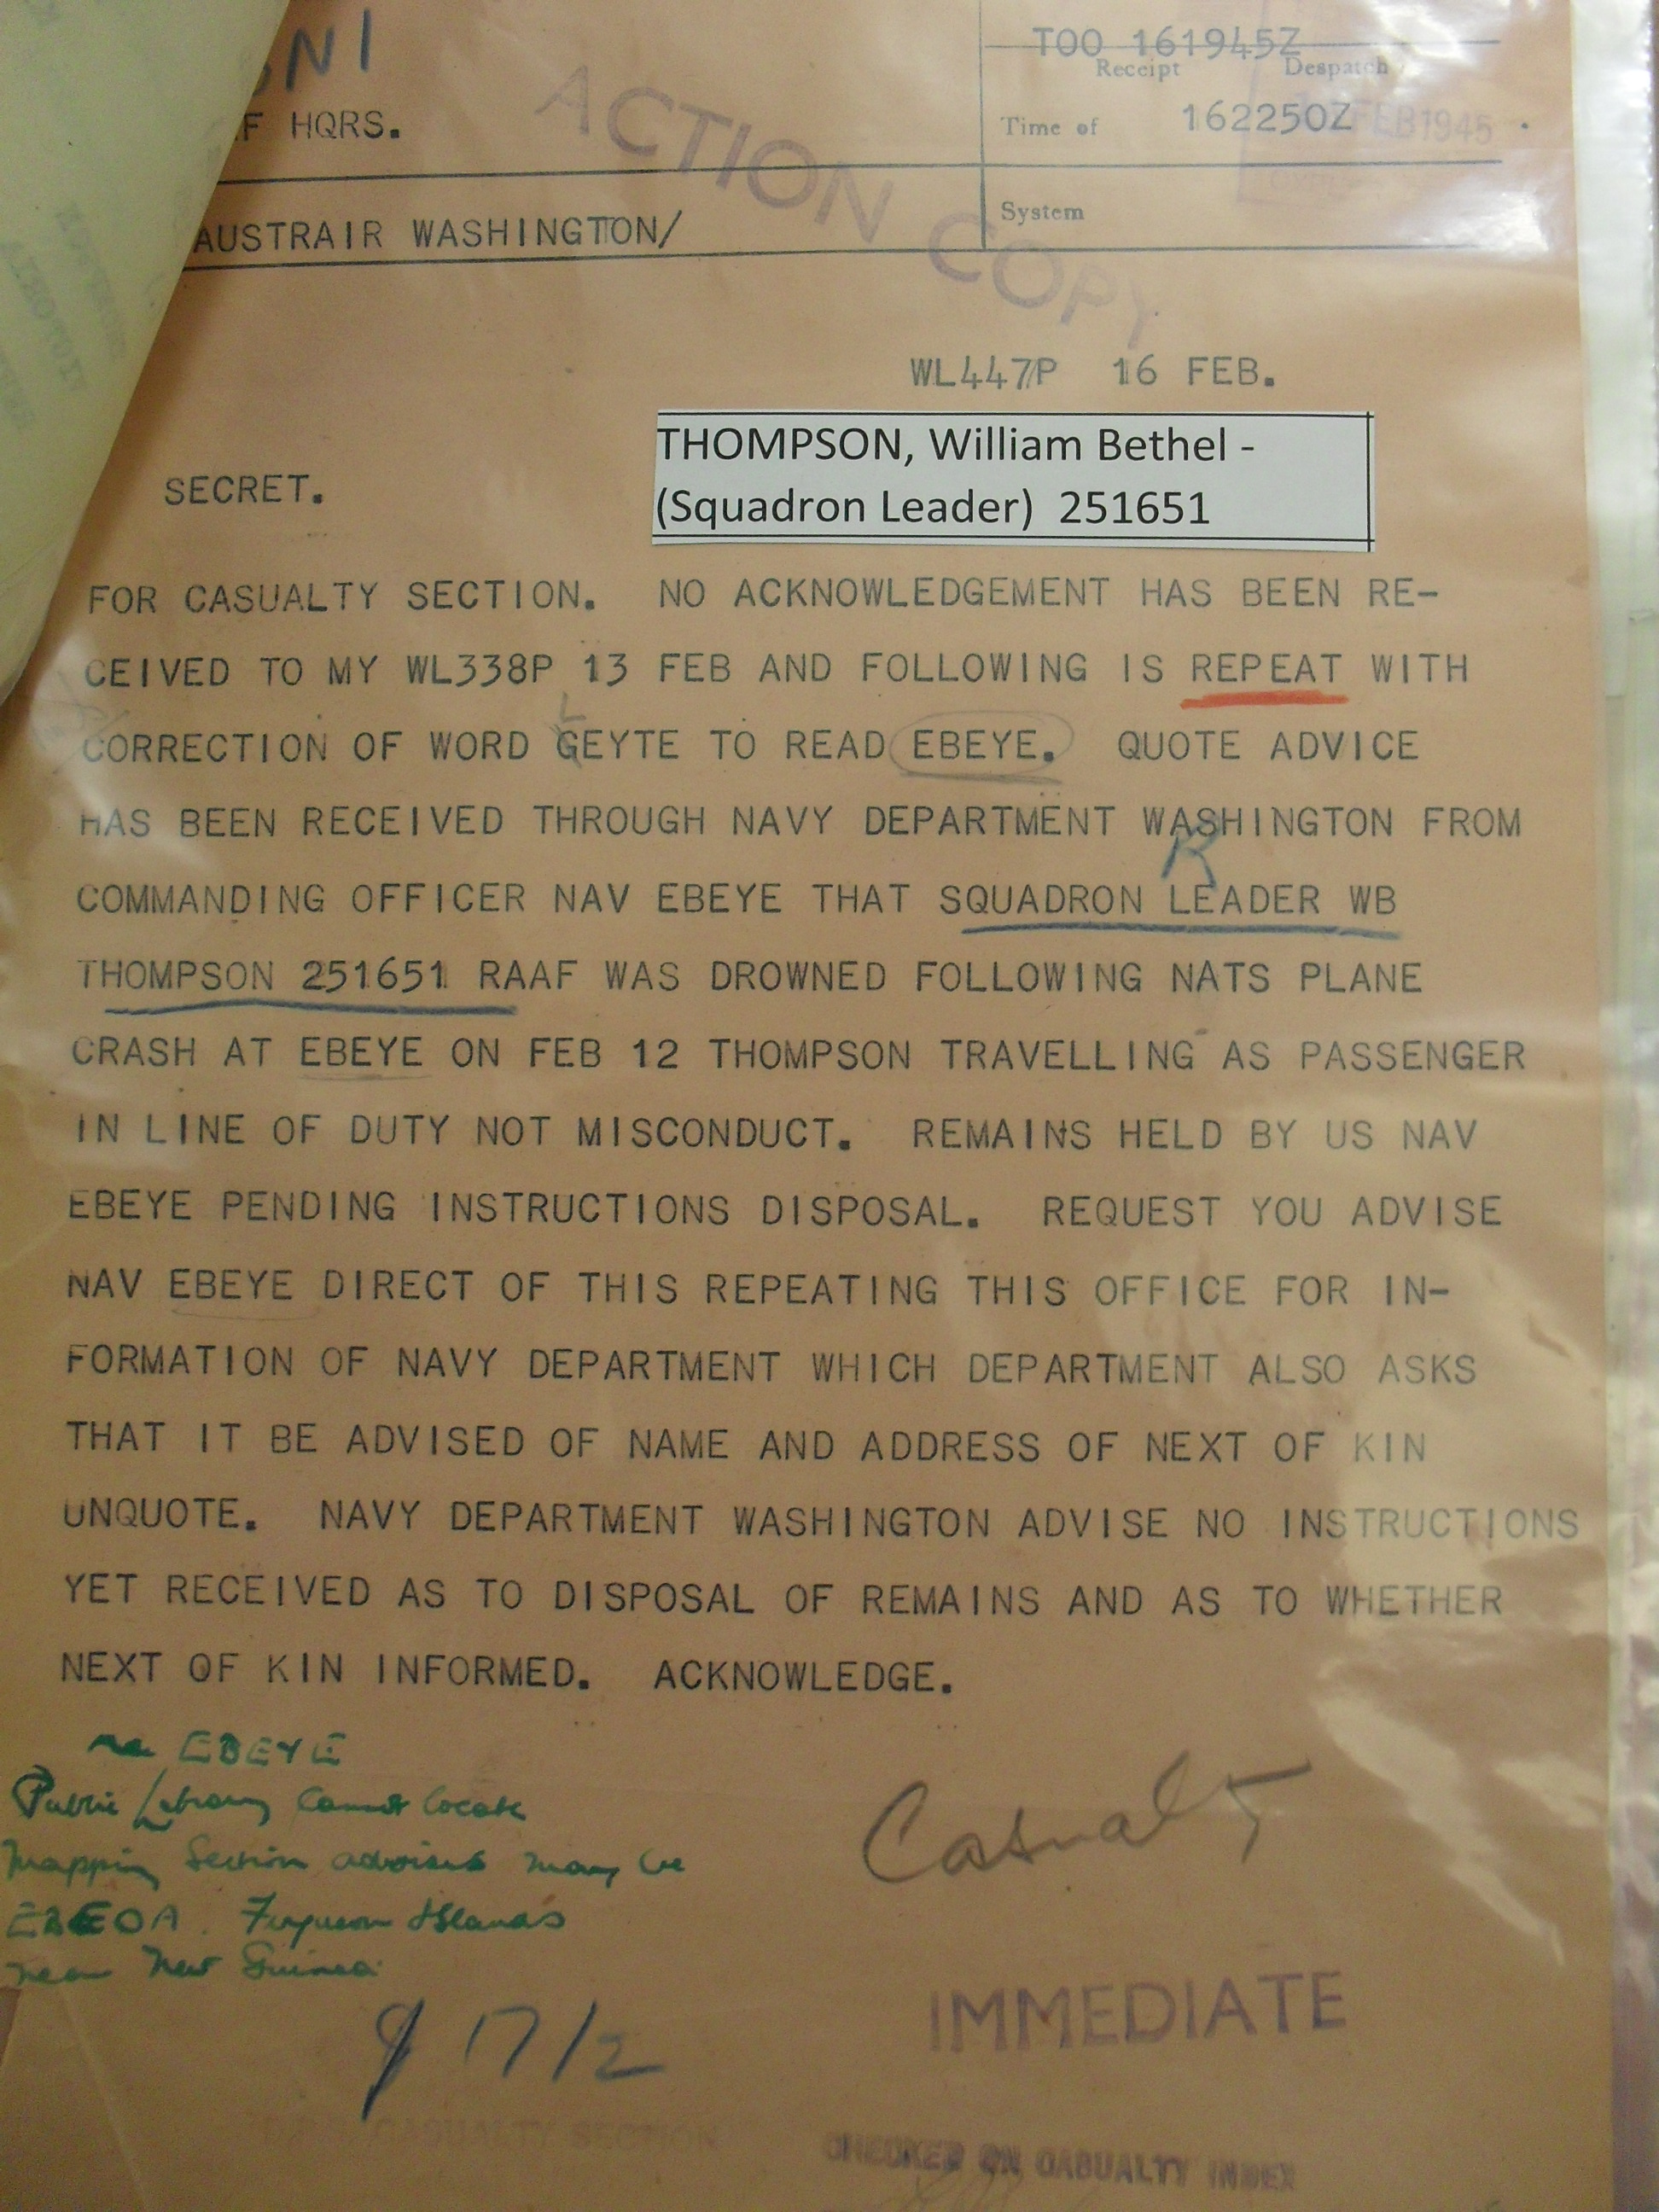 TOO 161945Z
Receipt Despatch
F HQRS.
Time of 162250Z FEB1945
ACTION COPY
AUSTRAIR WASHINGTON/
System
WL447P 16 FEB.
THOMPSON, William Bethel -
(Squadron Leader) 251651
SECRET.
FOR CASUALTY SECTION. NO ACKNOWLEDGEMENT HAS BEEN RE-
CEIVED TO MY WL338P 13 FEB AND FOLLOWING IS REPEAT WITH
L
CORRECTION OF WORD GEYTE TO READ EBEYE. QUOTE ADVICE
HAS BEEN RECEIVED THROUGH NAVY DEPARTMENT WASHINGTON FROM
R
COMMANDING OFFICER NAV EBEYE THAT SQUADRON LEADER WB
THOMPSON 251651 RAAF WAS DROWNED FOLLOWING NATS PLANE
CRASH AT EBEYE ON FEB 12 THOMPSON TRAVELLING AS PASSENGER
IN LINE OF DUTY NOT MISCONDUCT. REMAINS HELD BY US NAV
EBEYE PENDING INSTRUCTIONS DISPOSAL. REQUEST YOU ADVISE
NAV EBEYE DIRECT OF THIS REPEATING THIS OFFICE FOR IN-
FORMATION OF NAVY DEPARTMENT WHICH DEPARTMENT ALSO ASKS
THAT IT BE ADVISED OF NAME AND ADDRESS OF NEXT OF KIN
UNQUOTE. NAVY DEPARTMENT WASHINGTON ADVISE NO INSTRUCTIONS
YET RECEIVED AS TO DISPOSAL OF REMAINS AND AS TO WHETHER
NEXT OF KIN INFORMED. ACKNOWLEDGE.
re EBEYE
Public Library cannot locate
Mapping Section advises may be
EBEOA. Ferguson Islands
near New Guinea
Casualty
17/2
IMMEDIATE
CASUALTY SECTION
CHECKED ON CASUALTY INDEX